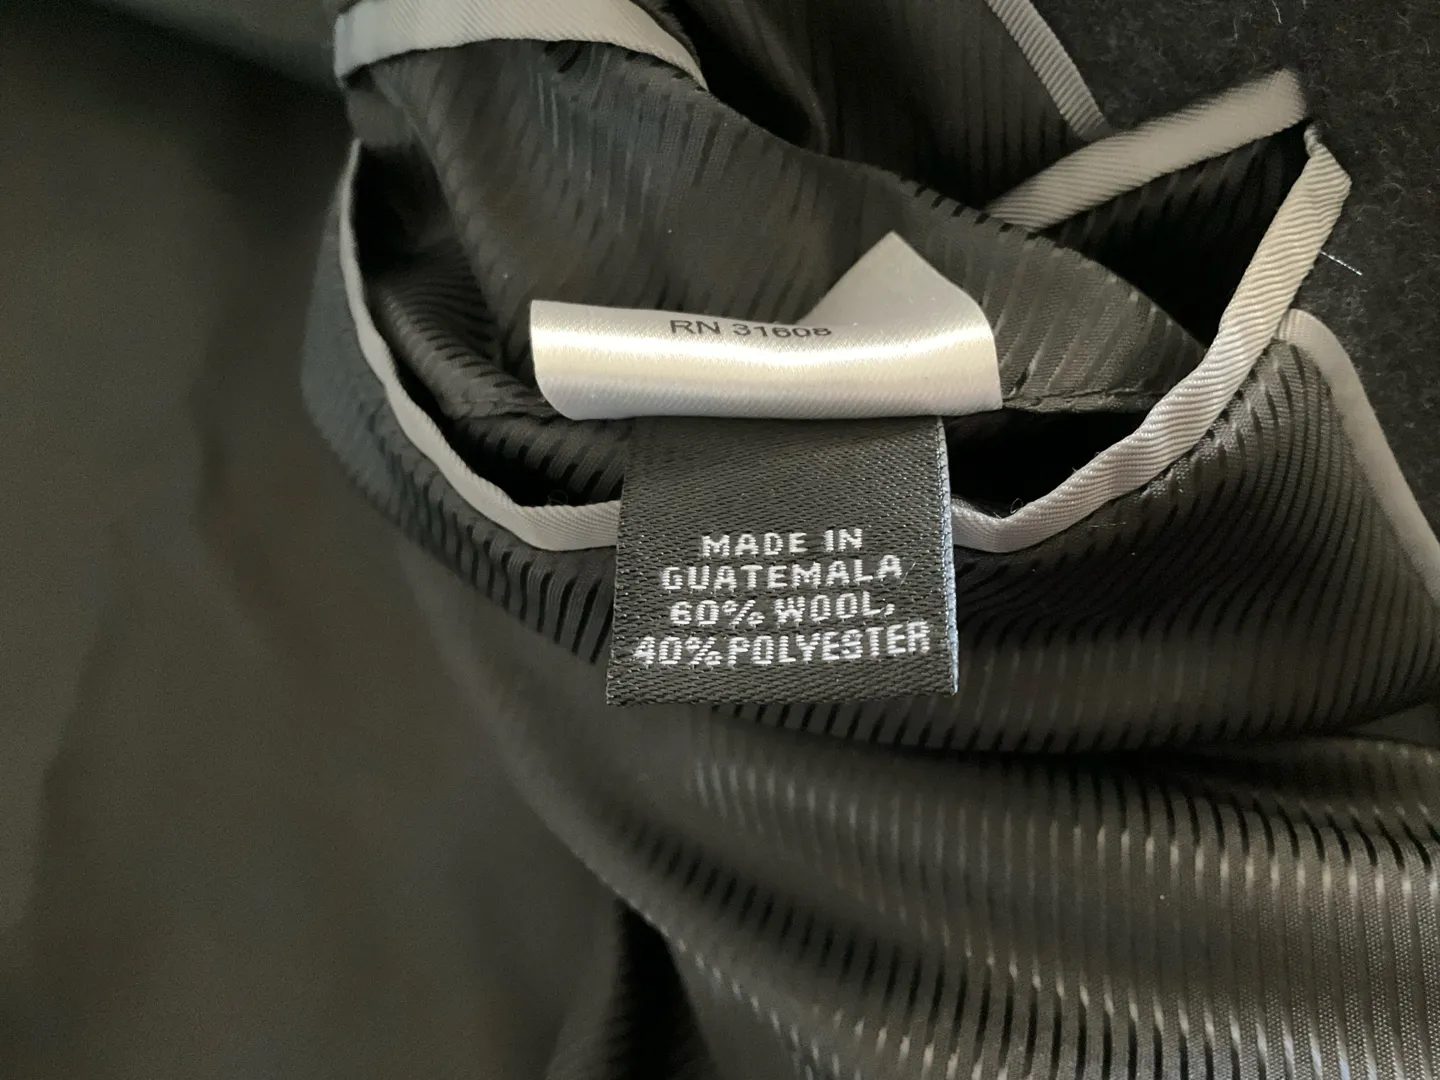 RN 31608
MADE IN
GUATEMALA
60% WOOL,
40% POLYESTER